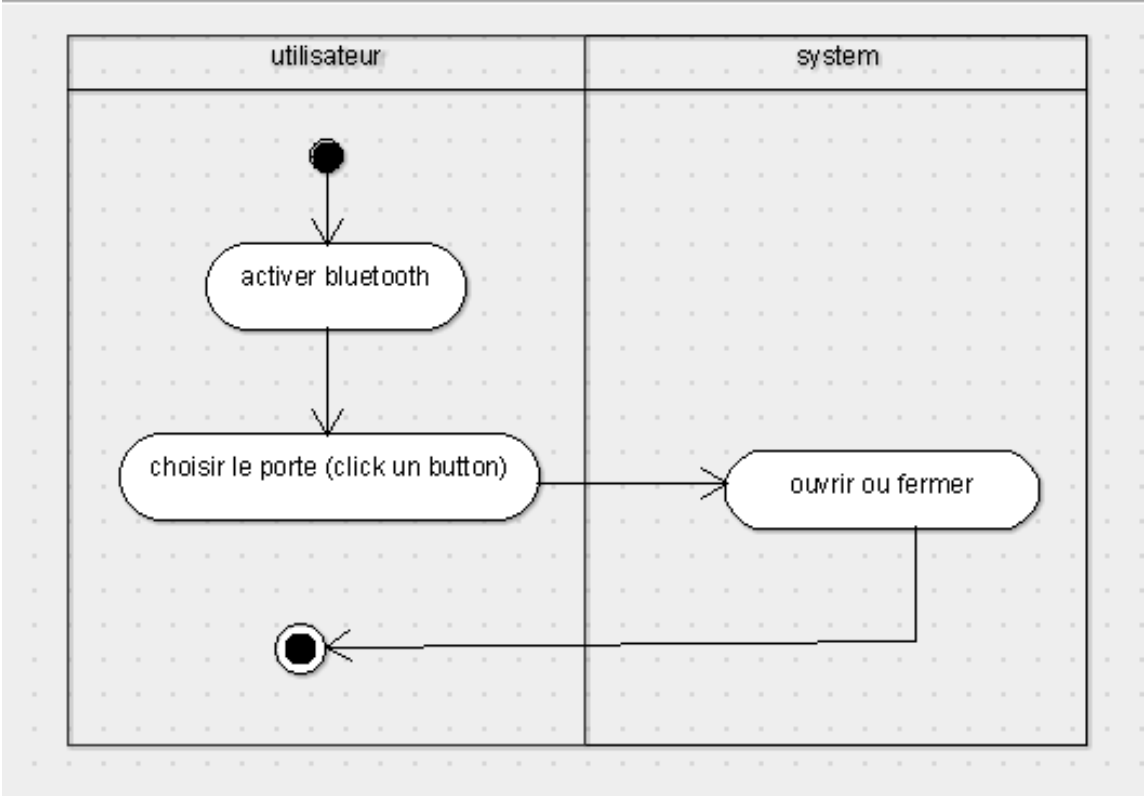 utilisateur
system
activer bluetooth
choisir le porte (click un button)
ouvrir ou fermer